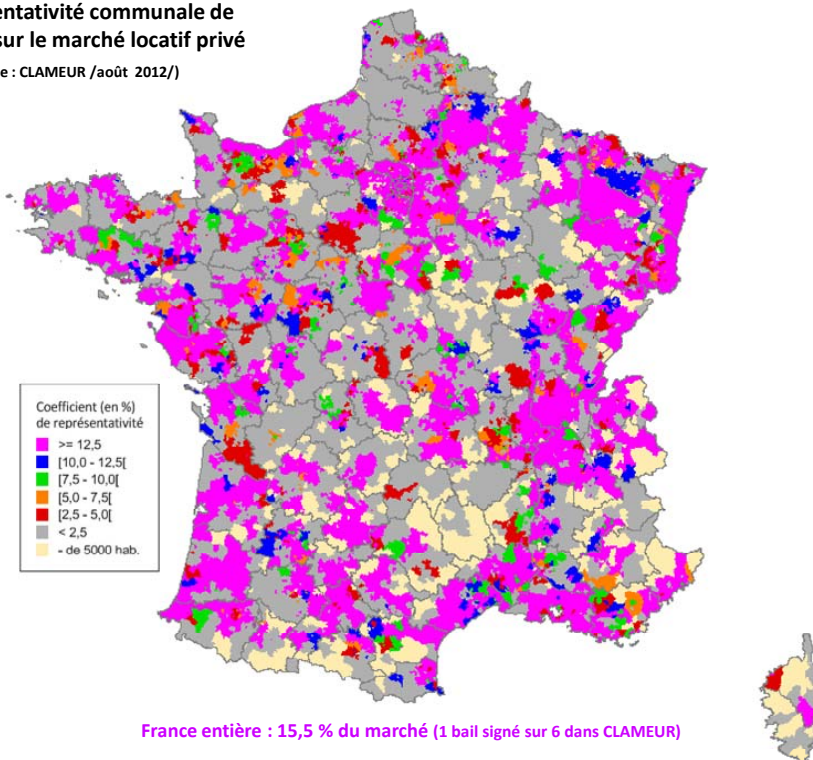 entativité communale de
sur le marché locatif privé
e : CLAMEUR /août 2012/)
Coefficient (en %)
de représentativité
>= 12,5
[10,0 - 12,5[
[7,5 - 10,0[
[5,0 - 7,5[
[2,5 - 5,0[
< 2,5
- de 5000 hab.
France entière : 15,5 % du marché (1 bail signé sur 6 dans CLAMEUR)